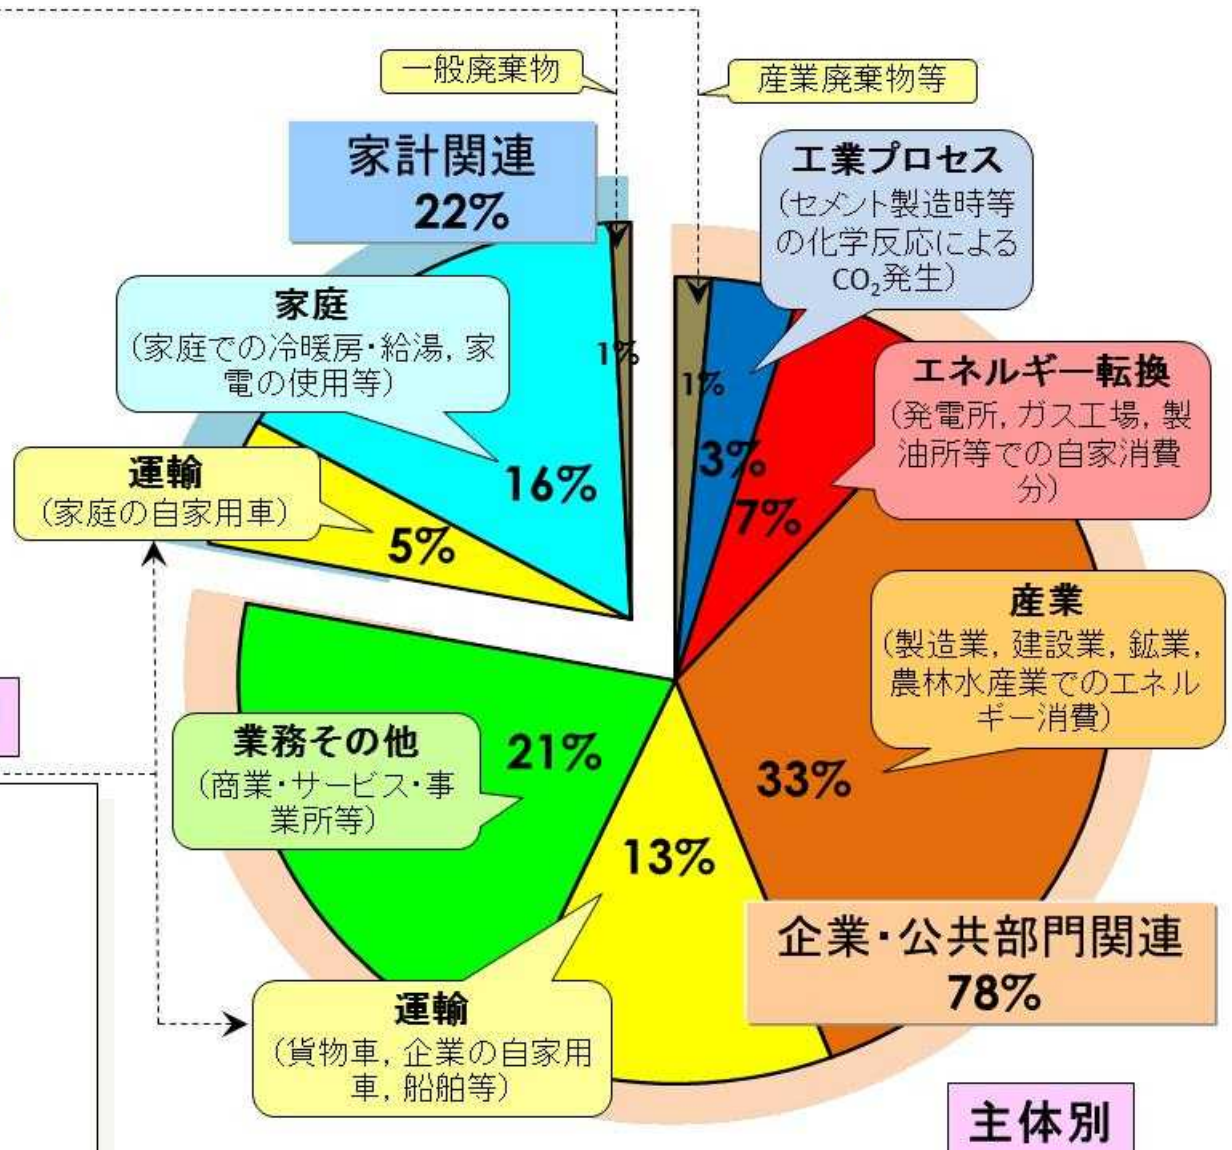 一般廃棄物
産業廃棄物等
家計関連
22%
工業プロセス
（セメント製造時等
の化学反応による
CO₂発生）
家庭
（家庭での冷暖房・給湯，家
電の使用等）
1%
1%
エネルギー転換
（発電所，ガス工場，製
油所等での自家消費
分）
3%
7%
16%
運輸
（家庭の自家用車）
5%
産業
（製造業，建設業，鉱業，
農林水産業でのエネル
ギー消費）
33%
業務その他
（商業・サービス・事
業所等）
21%
13%
企業・公共部門関連
78%
運輸
（貨物車，企業の自家用
車，船舶等）
主体別